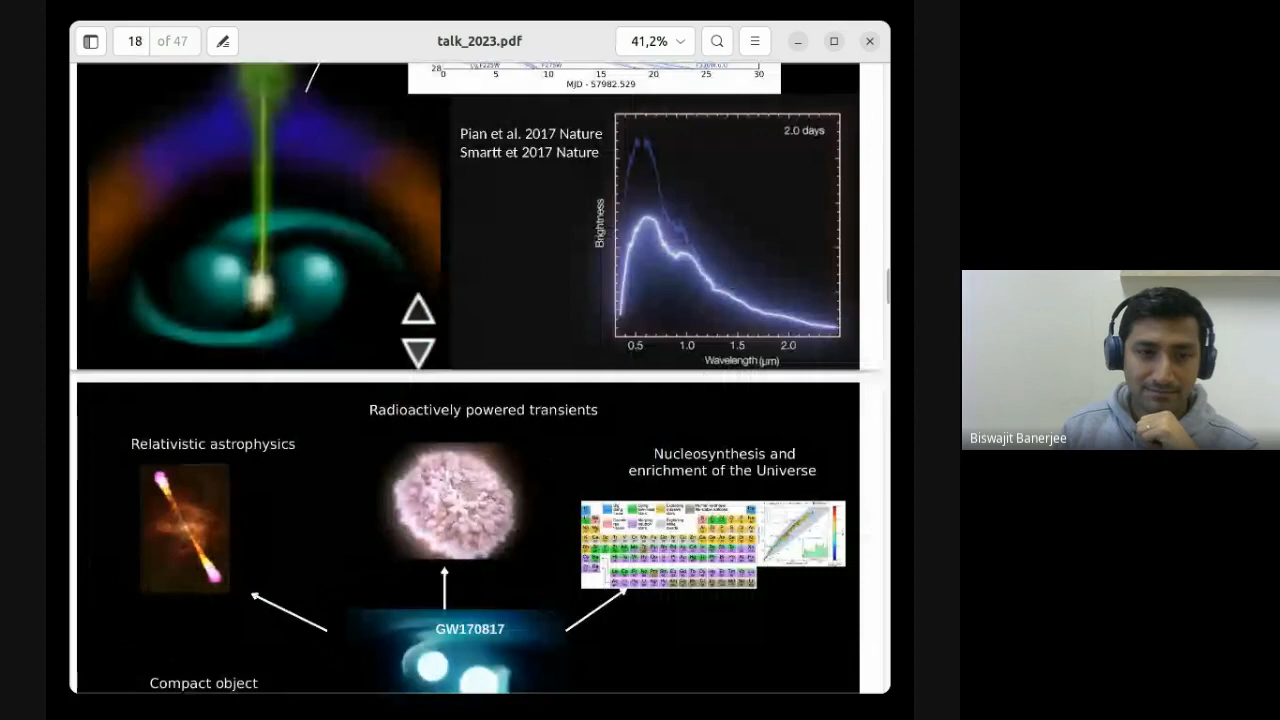 18 of 47
talk_2023.pdf
41,2%
28
0 5 10 15 20 25 30
MJD - 57982.529
Pian et al. 2017 Nature
Smartt et 2017 Nature
2.0 days
Brightness
0.5 1.0 1.5 2.0
Wavelength (μm)
Radioactively powered transients
Relativistic astrophysics
Nucleosynthesis and
enrichment of the Universe
GW170817
Compact object
Biswajit Banerjee